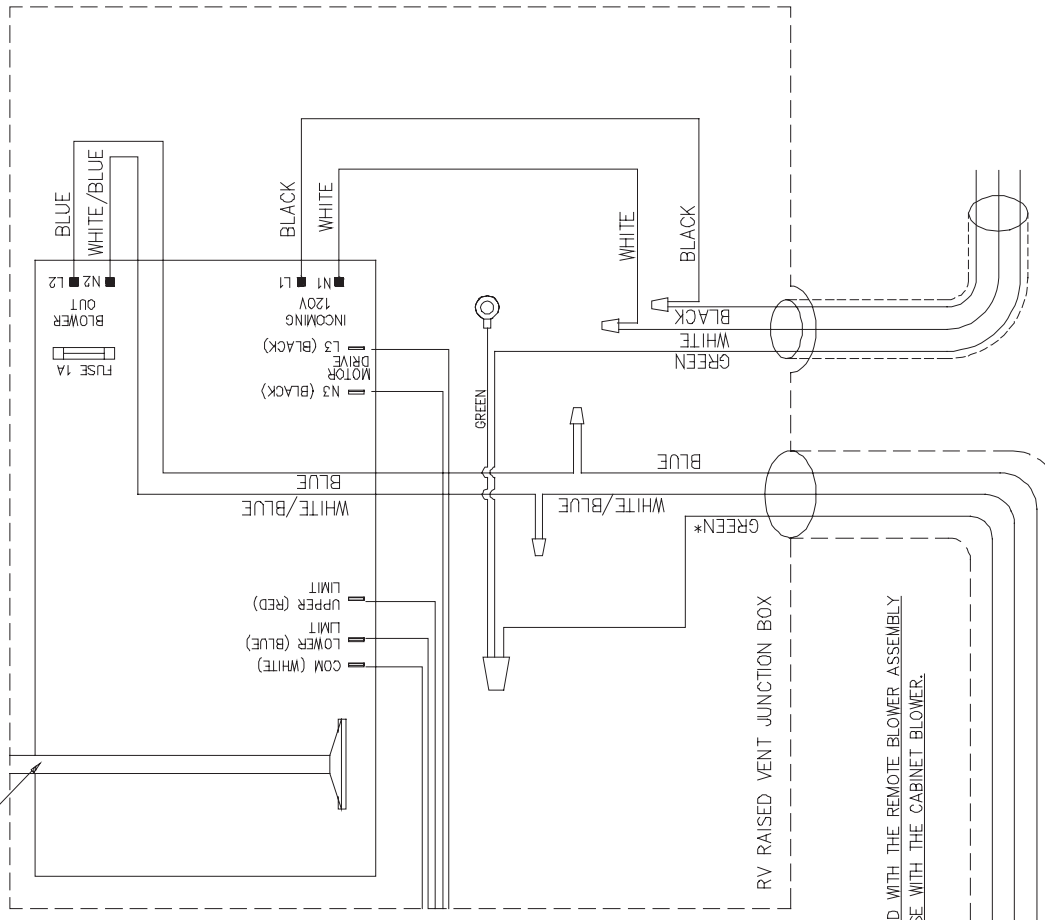 BLUE
WHITE/BLUE
BLACK
WHITE
WHITE
BLACK
L2
N2
BLOWER
OUT
L1
N1
INCOMING
120V
FUSE 1A
L3 (BLACK)
MOTOR
DRIVE
N3 (BLACK)
BLACK
WHITE
GREEN
GREEN
BLUE
WHITE/BLUE
BLUE
WHITE/BLUE
GREEN*
UPPER (RED)
LIMIT
LOWER (BLUE)
LIMIT
COM (WHITE)
RV RAISED VENT JUNCTION BOX
D WITH THE REMOTE BLOWER ASSEMBLY
SE WITH THE CABINET BLOWER.